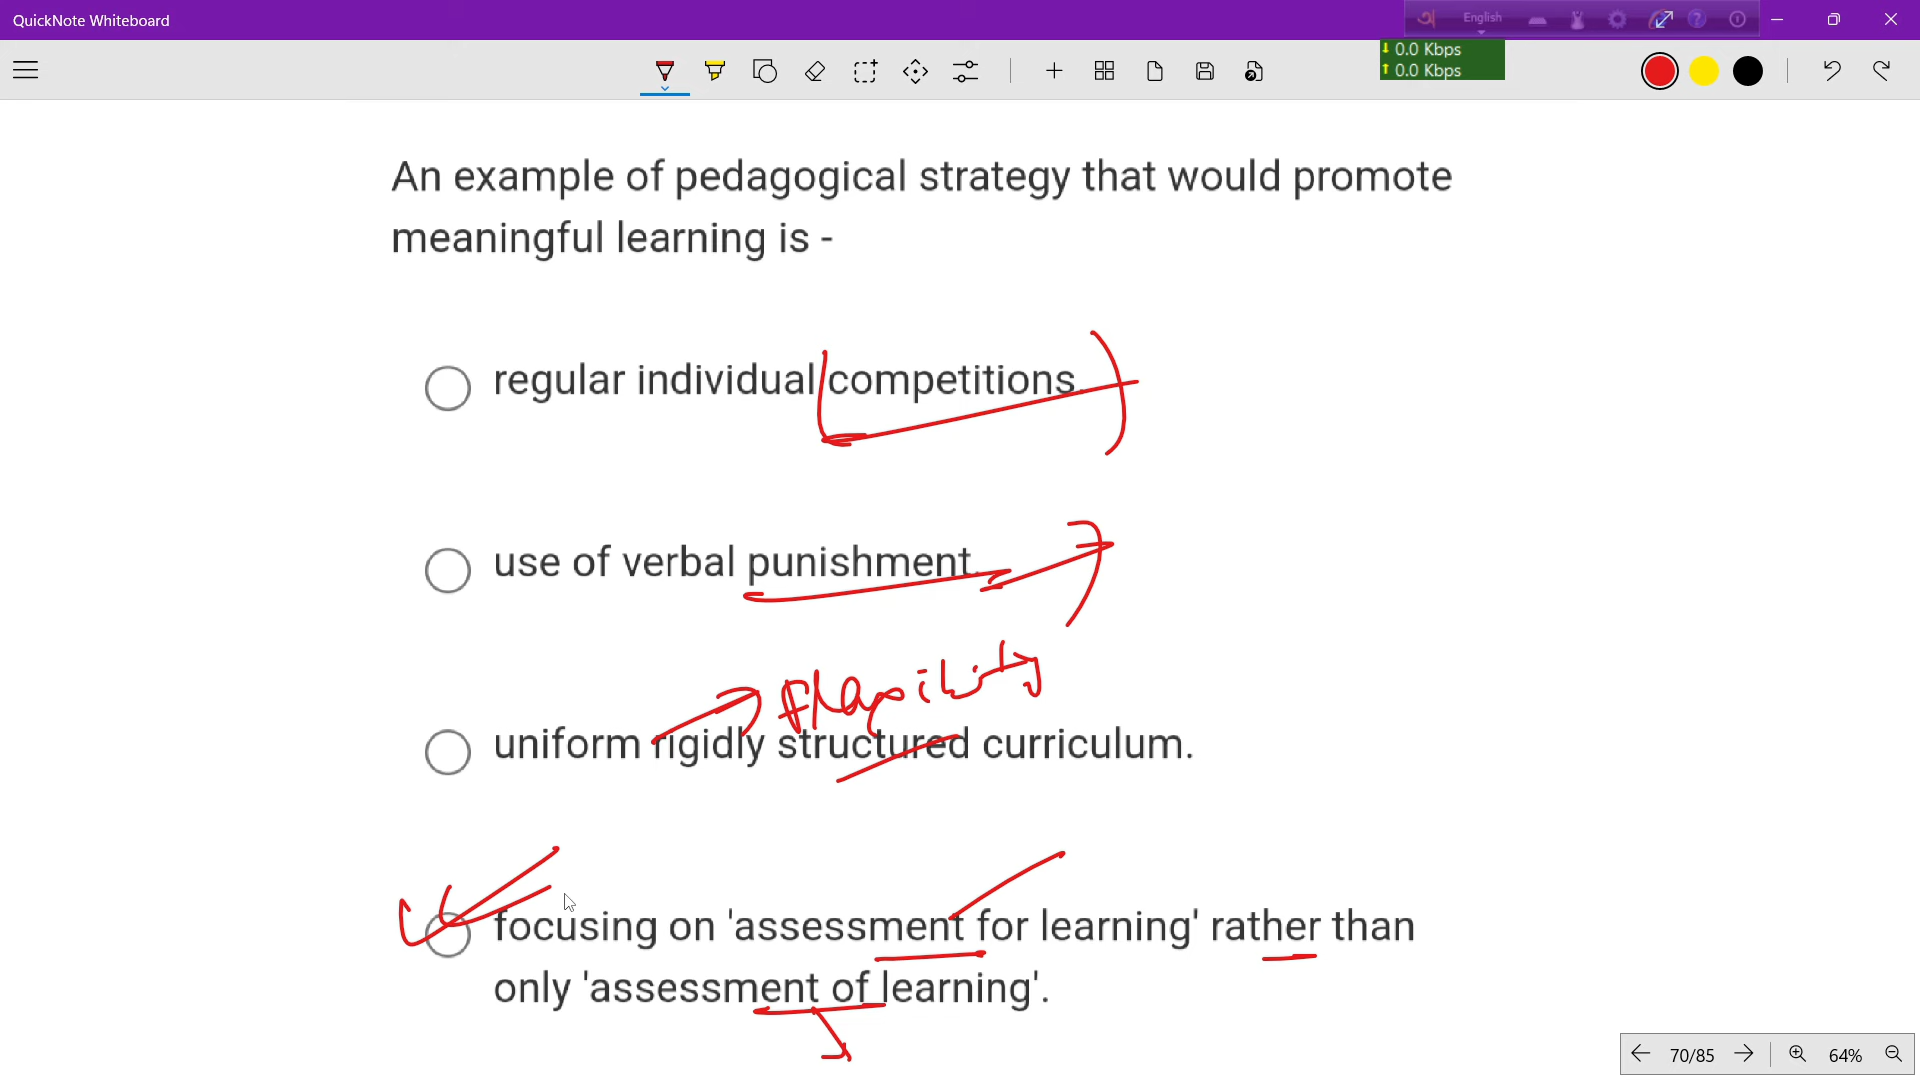 QuickNote Whiteboard
English
0.0 Kbps
0.0 Kbps
An example of pedagogical strategy that would promote
meaningful learning is -
regular individual competitions.
use of verbal punishment.
uniform rigidly structured curriculum.
focusing on 'assessment for learning' rather than
only 'assessment of learning'.
70/85
64%